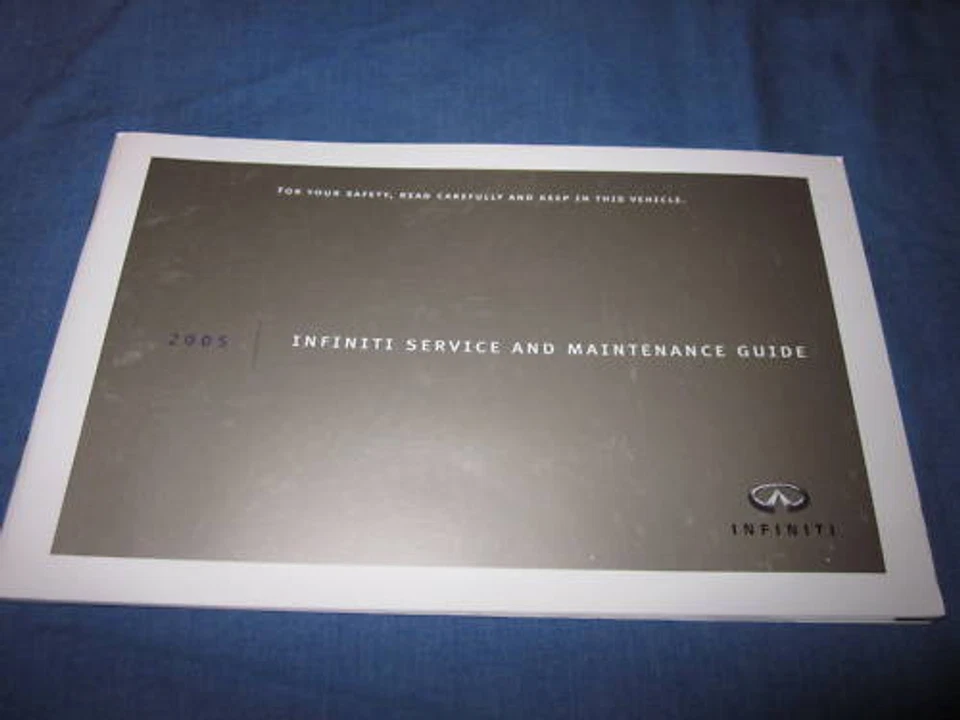 FOR YOUR SAFETY, READ CAREFULLY AND KEEP IN THIS VEHICLE.
2005 INFINITI SERVICE AND MAINTENANCE GUIDE
INFINITI